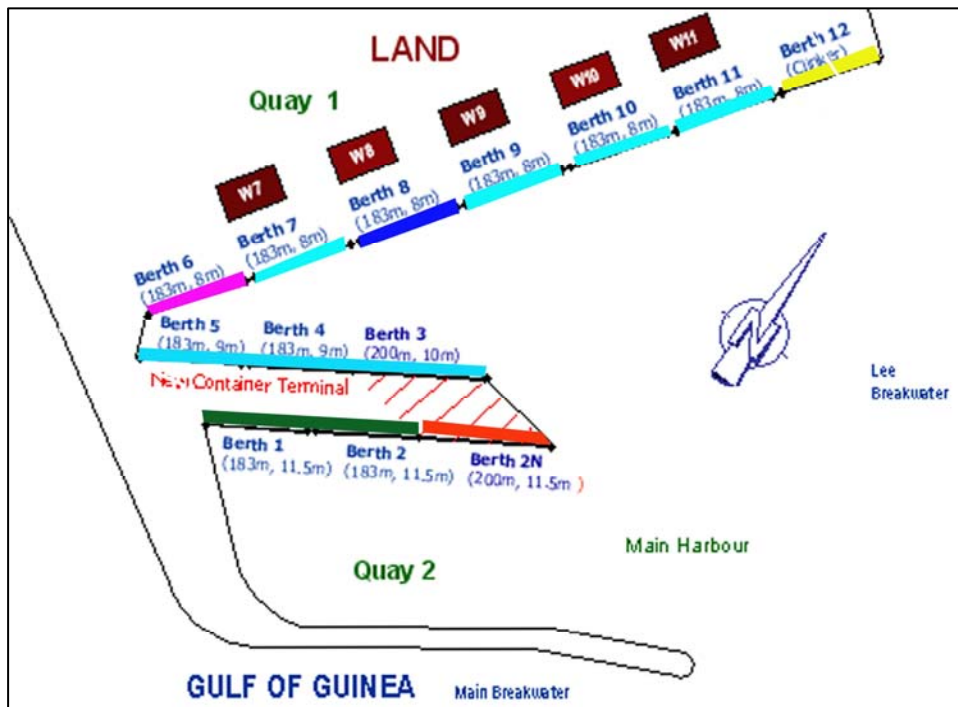 LAND
Quay 1
W11
W10
W9
W8
W7
Berth 12
(Clinker)
Berth 11
(183m, 8m)
Berth 10
(183m, 8m)
Berth 9
(183m, 8m)
Berth 8
(183m, 8m)
Berth 7
(183m, 8m)
Berth 6
(183m, 8m)
Berth 5
(183m, 9m)
Berth 4
(183m, 9m)
Berth 3
(200m, 10m)
New Container Terminal
N
Lee
Breakwater
Berth 1
(183m, 11.5m)
Berth 2
(183m, 11.5m)
Berth 2N
(200m, 11.5m )
Main Harbour
Quay 2
GULF OF GUINEA
Main Breakwater